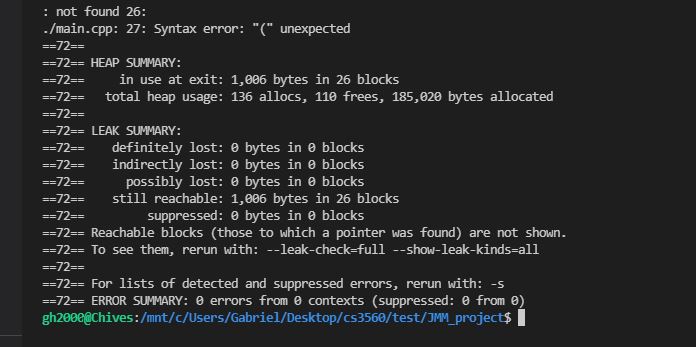 : not found 26:
./main.cpp: 27: Syntax error: "(" unexpected
==72==
==72== HEAP SUMMARY:
==72==     in use at exit: 1,006 bytes in 26 blocks
==72==   total heap usage: 136 allocs, 110 frees, 185,020 bytes allocated
==72==
==72== LEAK SUMMARY:
==72==    definitely lost: 0 bytes in 0 blocks
==72==    indirectly lost: 0 bytes in 0 blocks
==72==      possibly lost: 0 bytes in 0 blocks
==72==    still reachable: 1,006 bytes in 26 blocks
==72==         suppressed: 0 bytes in 0 blocks
==72== Reachable blocks (those to which a pointer was found) are not shown.
==72== To see them, rerun with: --leak-check=full --show-leak-kinds=all
==72==
==72== For lists of detected and suppressed errors, rerun with: -s
==72== ERROR SUMMARY: 0 errors from 0 contexts (suppressed: 0 from 0)
gh2000@Chives:/mnt/c/Users/Gabriel/Desktop/cs3560/test/JMM_project$